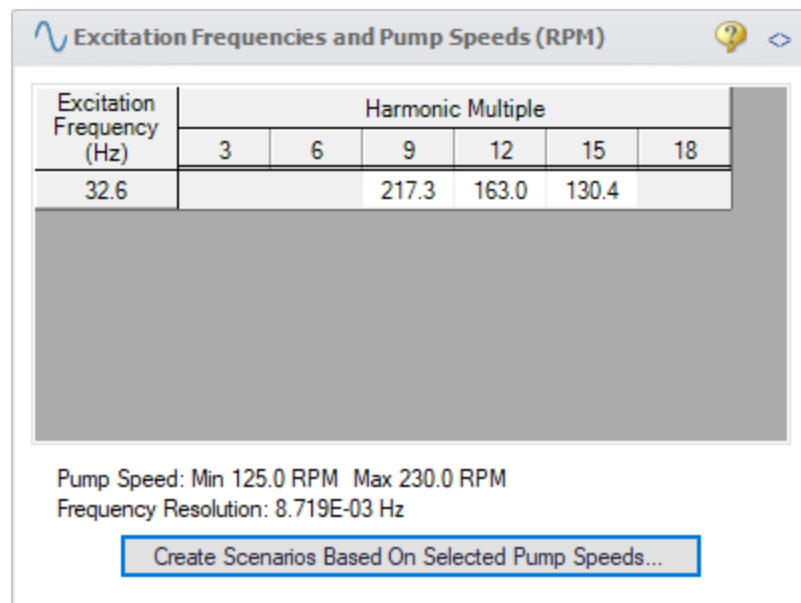 Excitation Frequencies and Pump Speeds (RPM)
Excitation
Frequency
(Hz)
Harmonic Multiple
3 6 9 12 15 18
32.6 217.3 163.0 130.4
Pump Speed: Min 125.0 RPM Max 230.0 RPM
Frequency Resolution: 8.719E-03 Hz
Create Scenarios Based On Selected Pump Speeds...